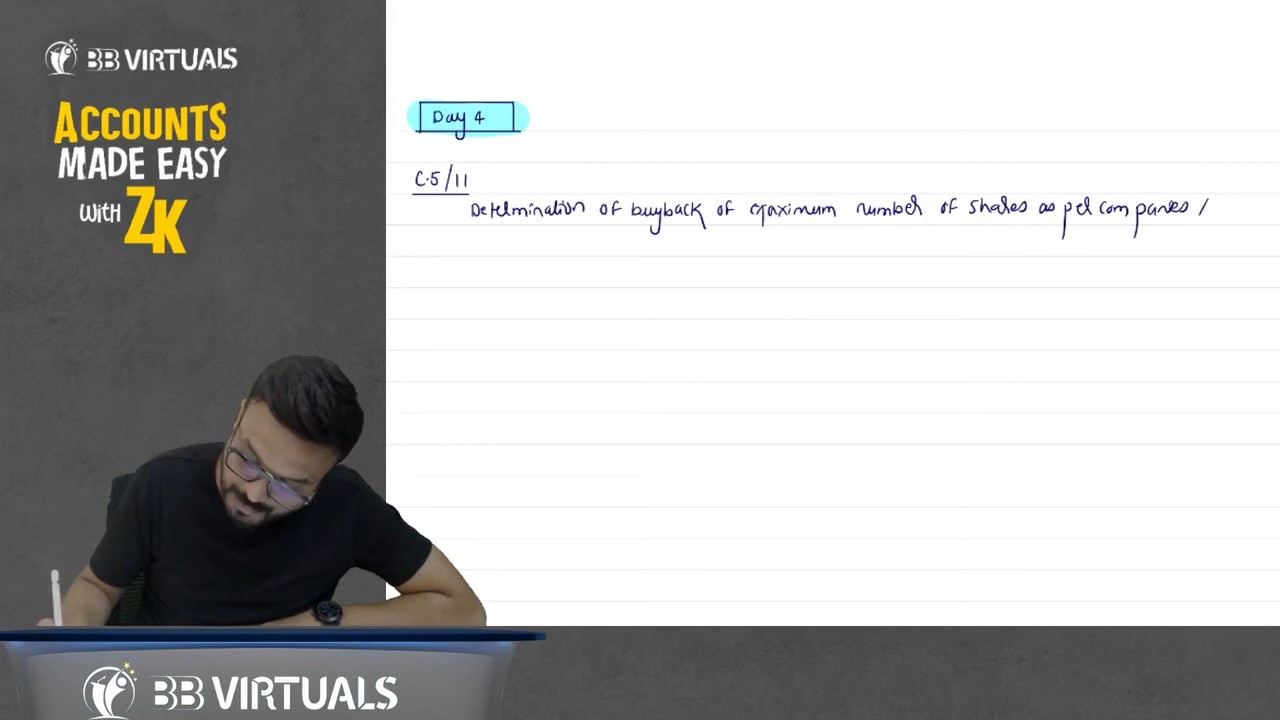 BB VIRTUALS
ACCOUNTS
MADE EASY
with ZK
Day 4
C.5/11
Determination of buyback of maximum number of shares as per companies /
BB VIRTUALS